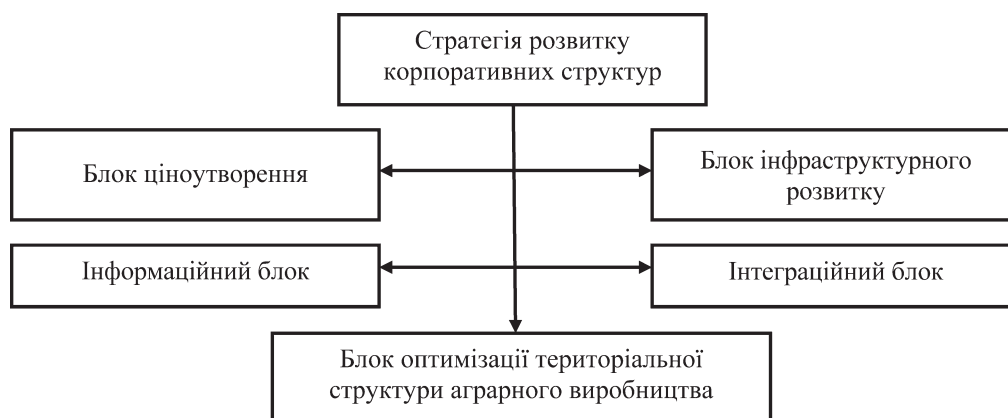 Стратегія розвитку
корпоративних структур
Блок ціноутворення
Блок інфраструктурного
розвитку
Інформаційний блок
Інтеграційний блок
Блок оптимізації територіальної
структури аграрного виробництва